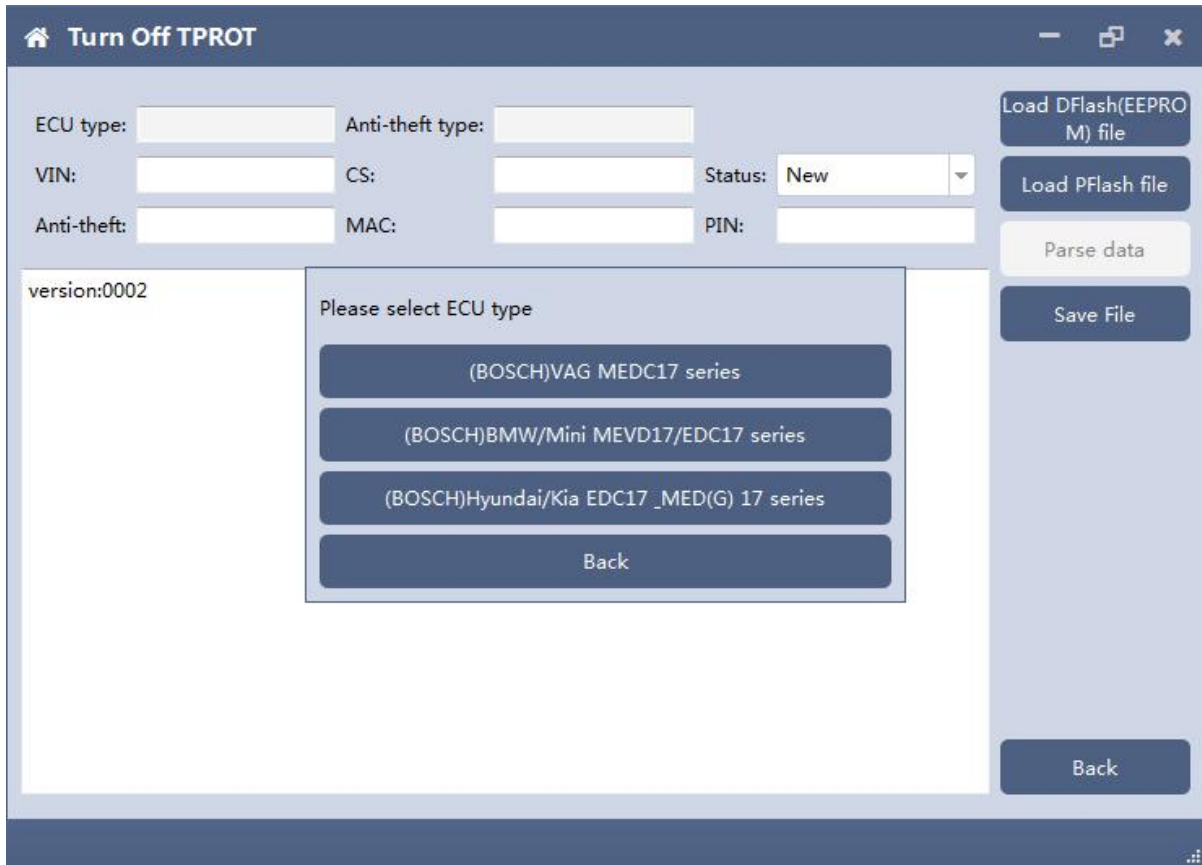 Turn Off TPROT
ECU type:
Anti-theft type:
VIN:
CS:
Status: New
Anti-theft:
MAC:
PIN:
Load DFlash(EEPRO
M) file
Load PFlash file
Parse data
Save File
version:0002
Please select ECU type
(BOSCH)VAG MEDC17 series
(BOSCH)BMW/Mini MEVD17/EDC17 series
(BOSCH)Hyundai/Kia EDC17 _MED(G) 17 series
Back
Back